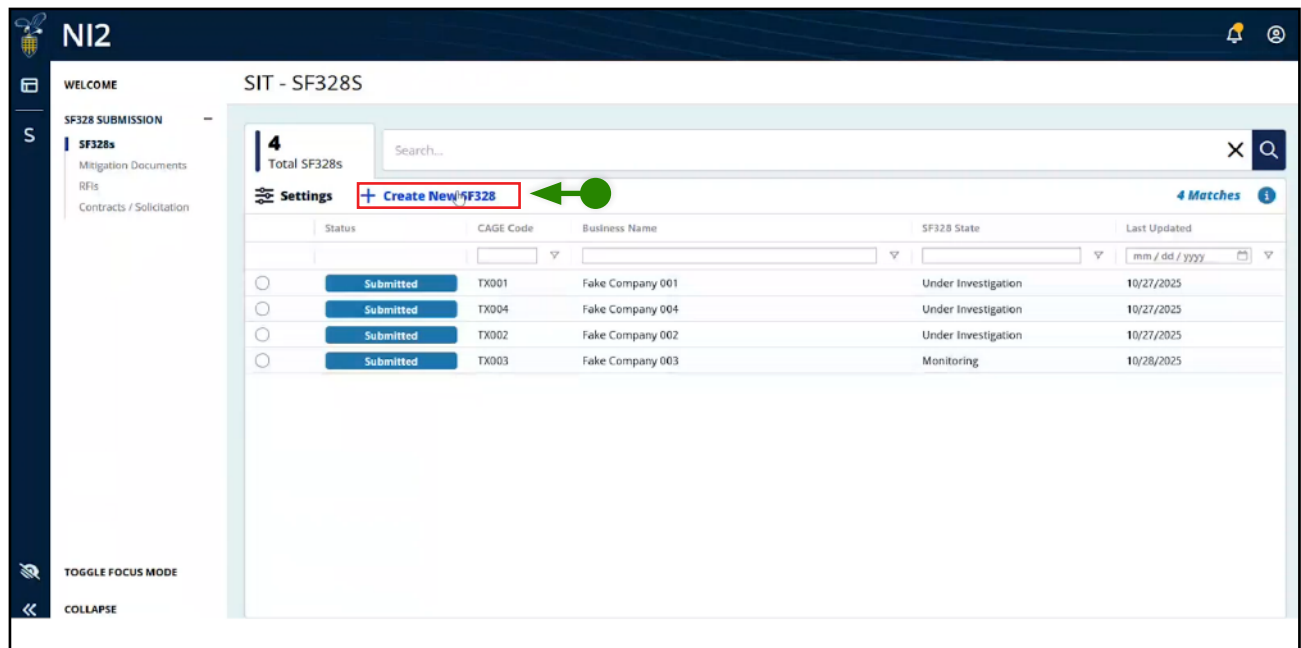 NI2
WELCOME
SIT - SF328S
SF328 SUBMISSION
S
SF328s
Mitigation Documents
RFIs
Contracts / Solicitation
4
Total SF328s
Search...
Settings
+ Create New SF328
4 Matches
Status CAGE Code Business Name SF328 State Last Updated
mm / dd / yyyy
Submitted TX001 Fake Company 001 Under Investigation 10/27/2025
Submitted TX004 Fake Company 004 Under Investigation 10/27/2025
Submitted TX002 Fake Company 002 Under Investigation 10/27/2025
Submitted TX003 Fake Company 003 Monitoring 10/28/2025
TOGGLE FOCUS MODE
COLLAPSE